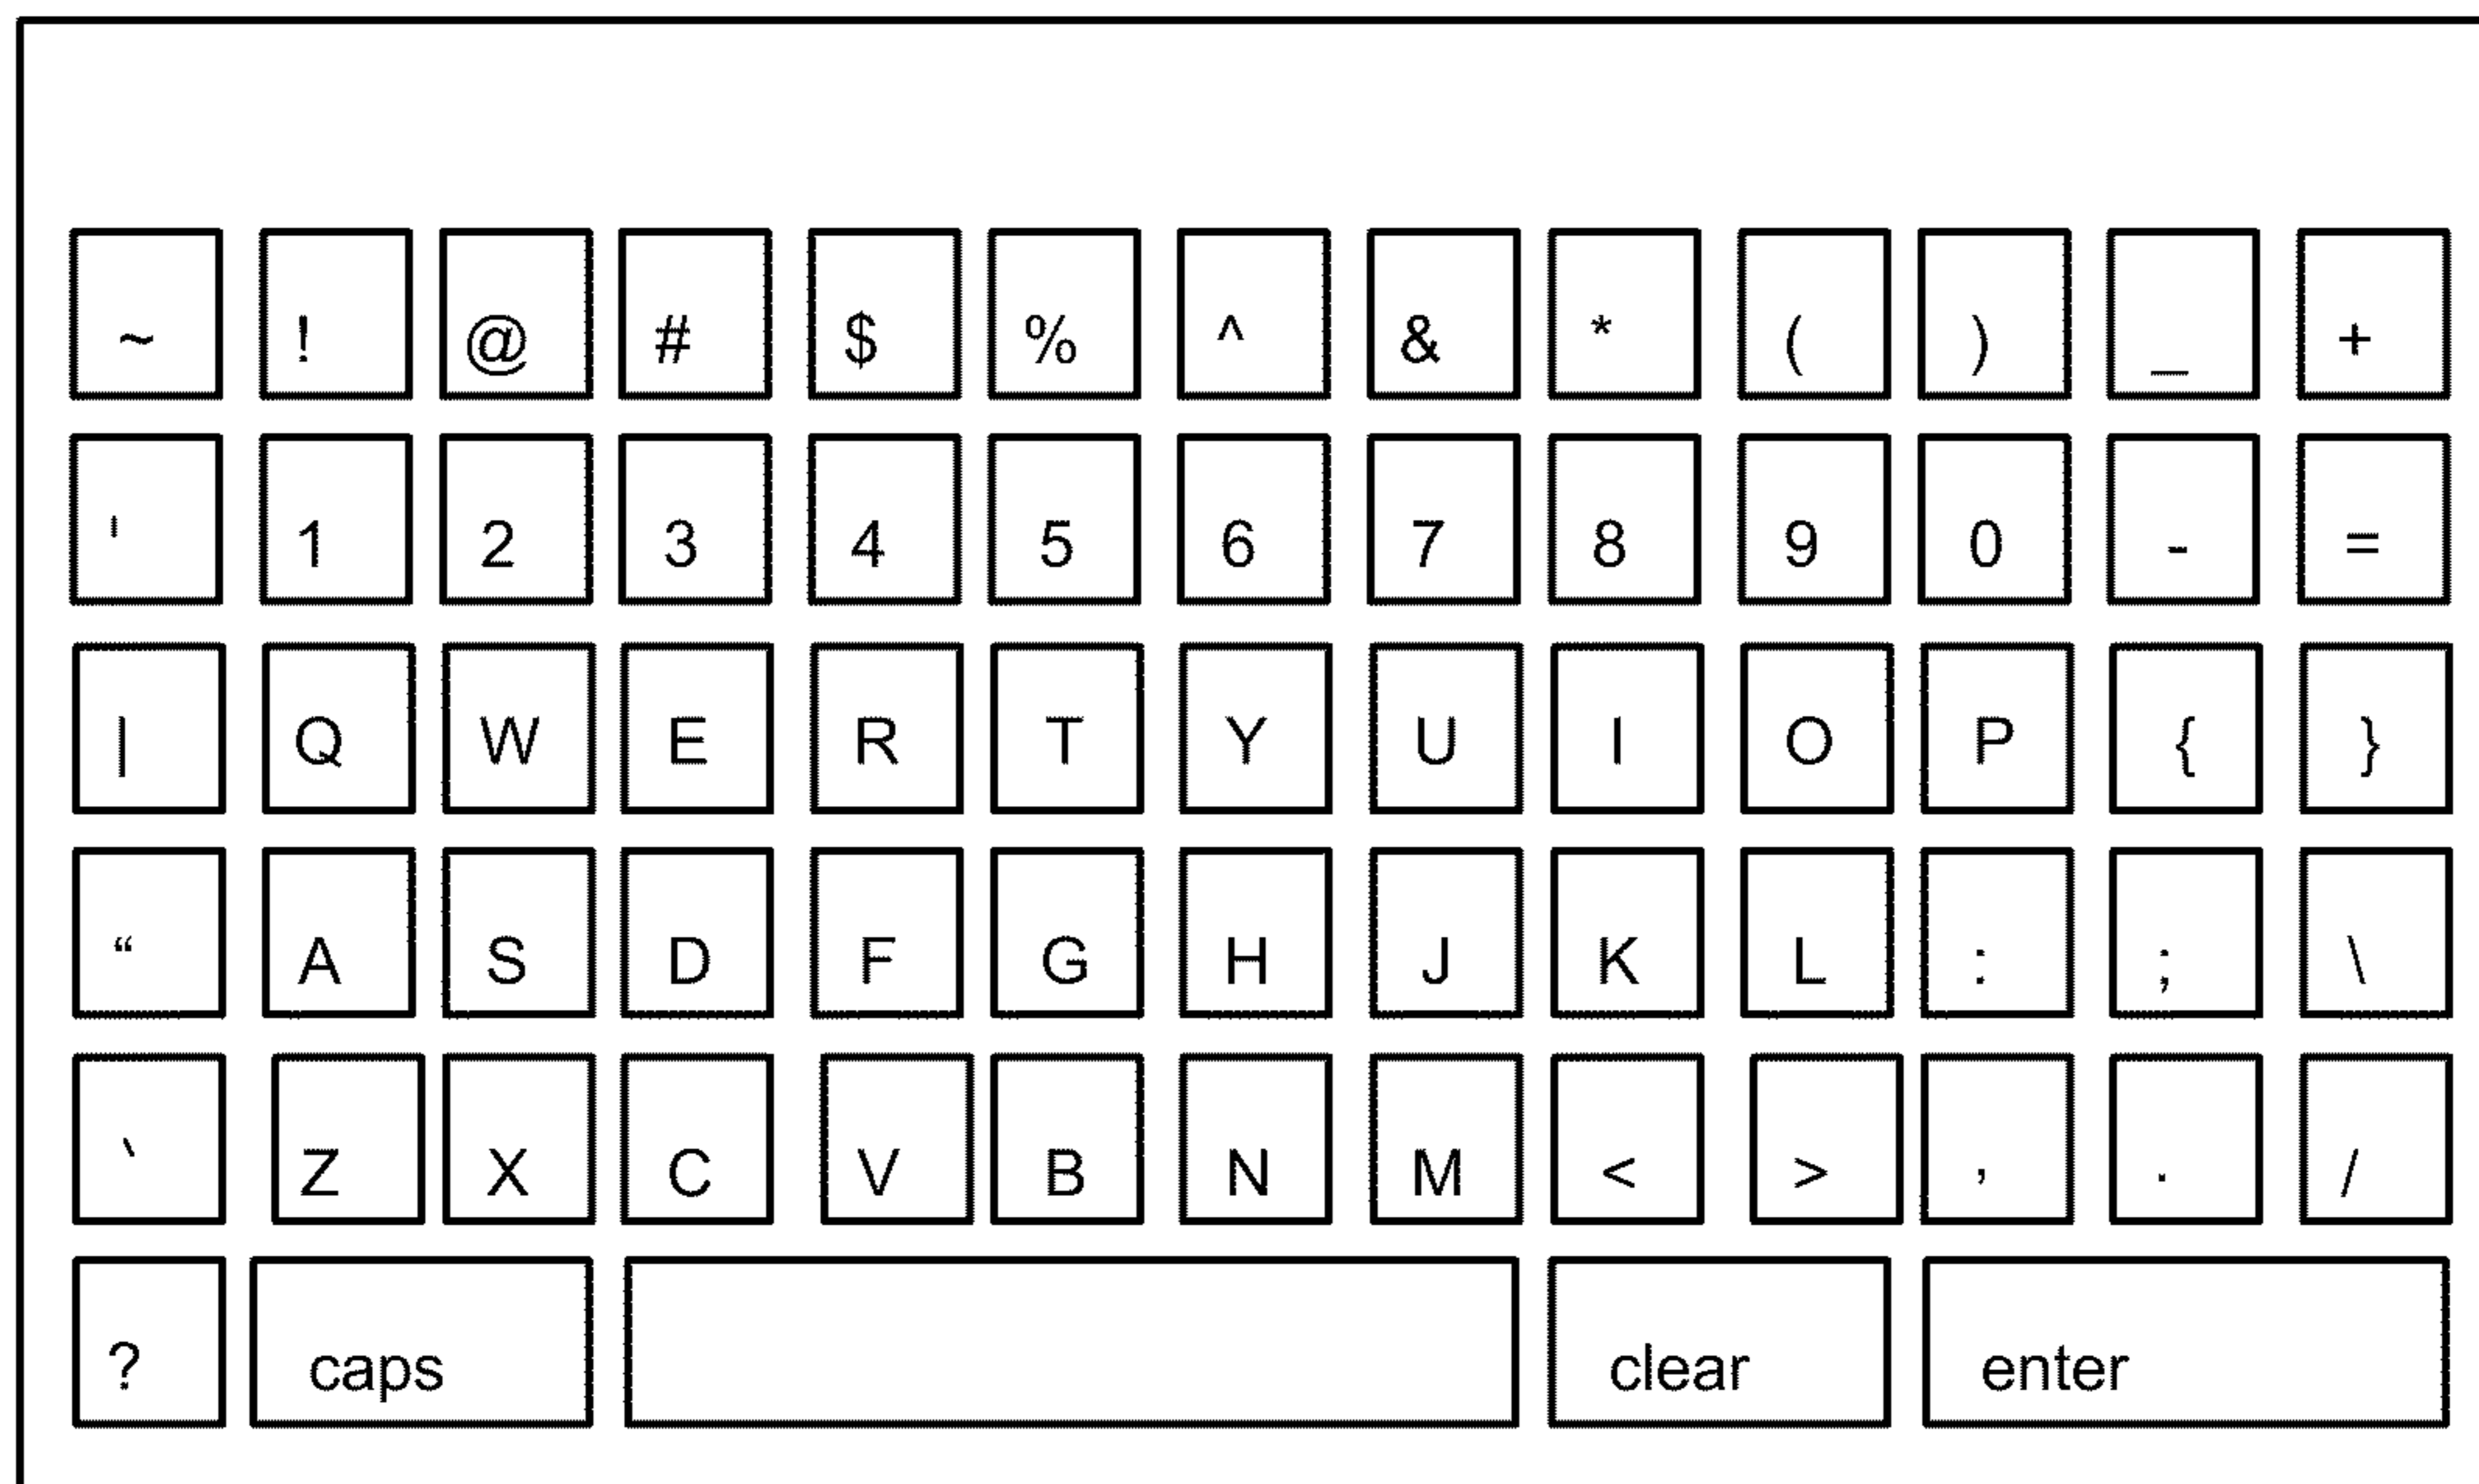 ~ ! @ # $ % ^ & * ( ) _ +
' 1 2 3 4 5 6 7 8 9 0 - =
| Q W E R T Y U I O P { }
“ A S D F G H J K L : ; \
` Z X C V B N M < > , . /
? caps clear enter